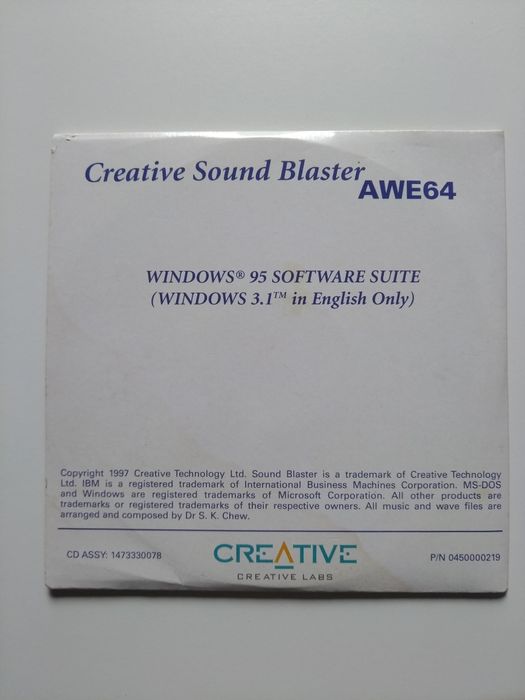 Creative Sound Blaster
AWE64
WINDOWS® 95 SOFTWARE SUITE
(WINDOWS 3.1™ in English Only)
Copyright 1997 Creative Technology Ltd. Sound Blaster is a trademark of Creative Technology
Ltd. IBM is a registered trademark of International Business Machines Corporation. MS-DOS
and Windows are registered trademarks of Microsoft Corporation. All other products are
trademarks or registered trademarks of their respective owners. All music and wave files are
arranged and composed by Dr S. K. Chew.
CD ASSY: 1473330078
CREATIVE
CREATIVE LABS
P/N 0450000219